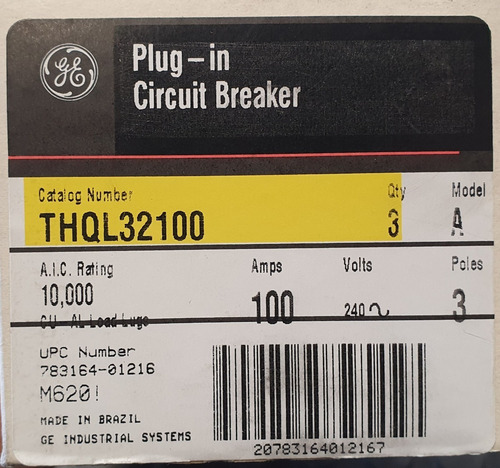 GE
Plug-in
Circuit Breaker
Catalog Number Qty Model
THQL32100 3 A
A.I.C. Rating Amps Volts Poles
10,000 100 240~ 3
CU - AL Load Lugs
UPC Number
783164-01216
M620!
MADE IN BRAZIL
GE INDUSTRIAL SYSTEMS
20783164012167